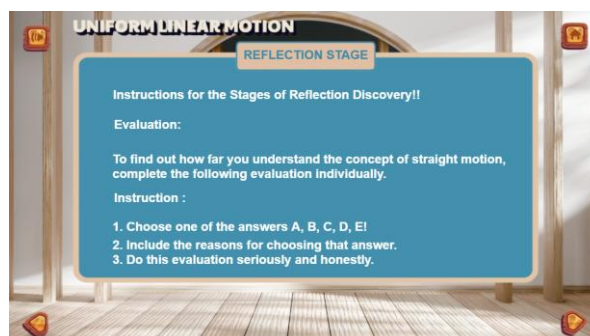 UNIFORM LINEAR MOTION
REFLECTION STAGE
Instructions for the Stages of Reflection Discovery!!
Evaluation:
To find out how far you understand the concept of straight motion,
complete the following evaluation individually.
Instruction :
1. Choose one of the answers A, B, C, D, E!
2. Include the reasons for choosing that answer.
3. Do this evaluation seriously and honestly.